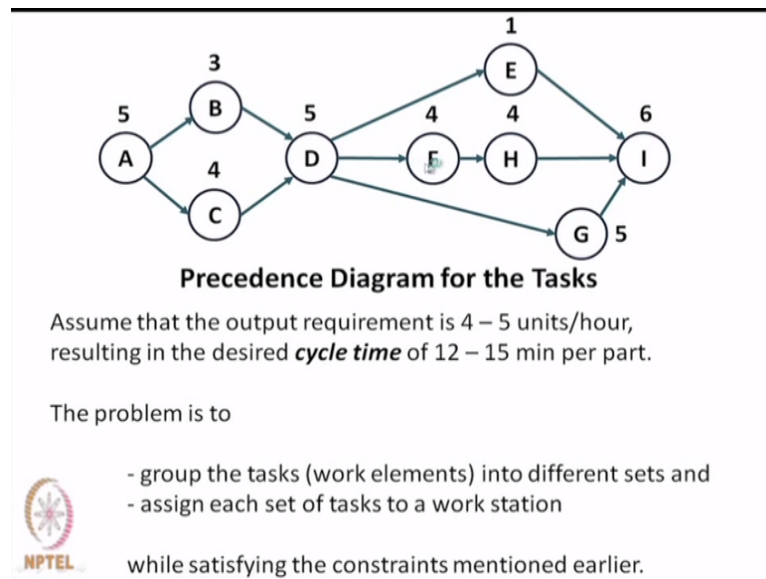 1
E
3
B
5
A
4
C
5
D
4
F
4
H
6
I
G 5
Precedence Diagram for the Tasks
Assume that the output requirement is 4 – 5 units/hour,
resulting in the desired cycle time of 12 – 15 min per part.
The problem is to
- group the tasks (work elements) into different sets and
- assign each set of tasks to a work station
while satisfying the constraints mentioned earlier.
NPTEL